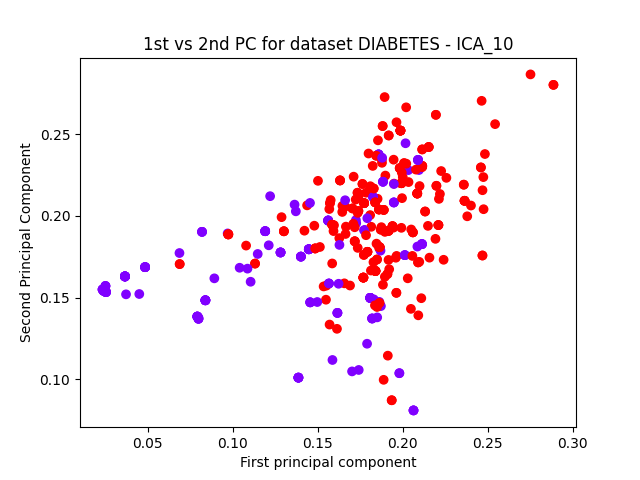 1st vs 2nd PC for dataset DIABETES - ICA_10
Second Principal Component
0.25
0.20
0.15
0.10
0.05 0.10 0.15 0.20 0.25 0.30
First principal component